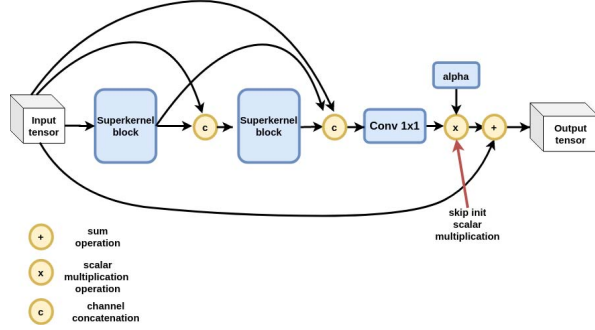 alpha
Input
tensor
Superkernel
block
c
Superkernel
block
c
Conv 1x1
x
+
Output
tensor
skip init
scalar
multiplication
+
sum
operation
x
scalar
multiplication
operation
c
channel
concatenation